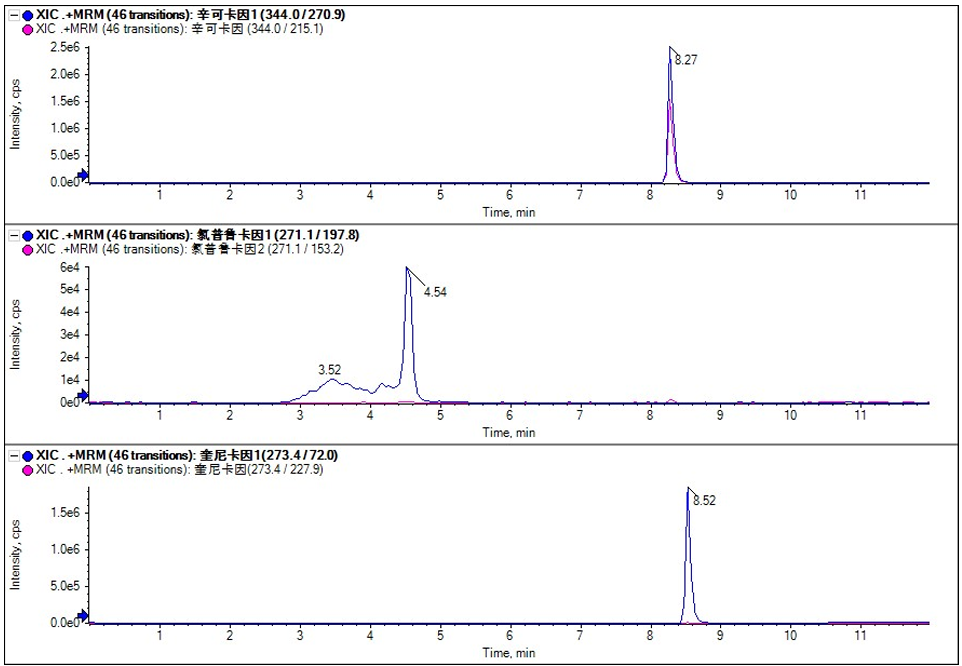 XIC .+MRM (46 transitions): 辛可卡因1 (344.0 / 270.9)
XIC .+MRM (46 transitions): 辛可卡因 (344.0 / 215.1)
2.5e6
2.0e6
1.5e6
1.0e6
5.0e5
0.0e0
Intensity, cps
8.27
1 2 3 4 5 6 7 8 9 10 11
Time, min
XIC .+MRM (46 transitions): 氯普鲁卡因1 (271.1 / 197.8)
XIC .+MRM (46 transitions): 氯普鲁卡因2 (271.1 / 153.2)
6e4
5e4
4e4
3e4
2e4
1e4
0e0
Intensity, cps
3.52
4.54
1 2 3 4 5 6 7 8 9 10 11
Time, min
XIC . +MRM (46 transitions): 奎尼卡因1(273.4 / 72.0)
XIC . +MRM (46 transitions): 奎尼卡因(273.4 / 227.9)
1.5e6
1.0e6
5.0e5
0.0e0
Intensity, cps
8.52
1 2 3 4 5 6 7 8 9 10 11
Time, min